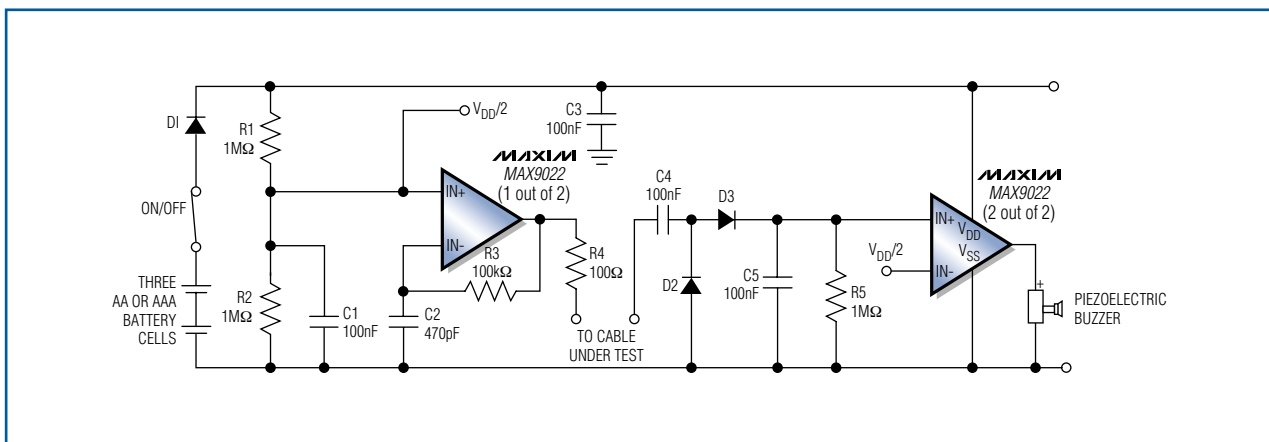 DI
R1
1MΩ
ON/OFF
THREE
AA OR AAA
BATTERY
CELLS
R2
1MΩ
C1
100nF
VDD/2
MAXIM
MAX9022
(1 out of 2)
IN+
IN-
R3
100kΩ
C2
470pF
R4
100Ω
C3
100nF
TO CABLE
UNDER TEST
C4
100nF
D3
D2
C5
100nF
R5
1MΩ
MAXIM
MAX9022
(2 out of 2)
IN+
VDD
VSS
VDD/2
IN-
+
PIEZOELECTRIC
BUZZER